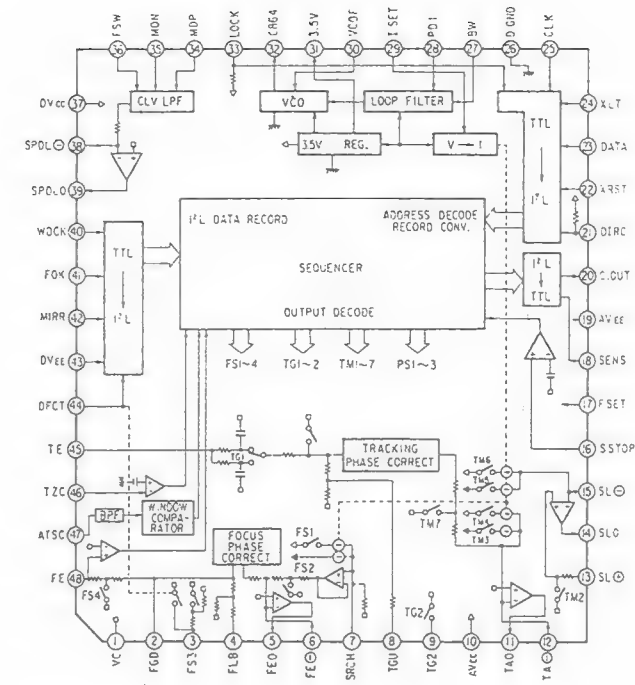 FSW MON MDP LOCK C864 3.5V VCOF I SET PDI BW D GND CLK
36 35 34 33 32 31 30 29 28 27 26 25
DVcc 37
SPDL⊖ 38
SPDLO 39
WDCK 40
FOK 41
MIRR 42
DVEE 43
DFCT 44
TE 45
TZC 46
ATSC 47
FE 48
CLV LPF
VCO
LOOP FILTER
3.5V REG.
V→I
TTL
I²L
TTL
I²L
I²L
TTL
I²L DATA RECORD
ADDRESS DECODE
RECORD CONV.
SEQUENCER
OUTPUT DECODE
FS1~4 TG1~2 TM1~7 PS1~3
24 XLT
23 DATA
22 XRST
21 DIRC
20 C.OUT
19 AVEE
18 SENS
17 FSET
16 SSTOP
15 SL⊖
14 SLO
13 SL⊕
TG1
TRACKING
PHASE CORRECT
TM6
TM5
TM4
TM3
TM7
TM2
BPF
WINDOW
COMPA-
RATOR
FOCUS
PHASE
CORRECT
FS1
FS2
FS4
TG2
1 2 3 4 5 6 7 8 9 10 11 12
VC FGD FS3 FLB FEO FE⊖ SRCH TGU TG2 AVcc TAO TA⊖